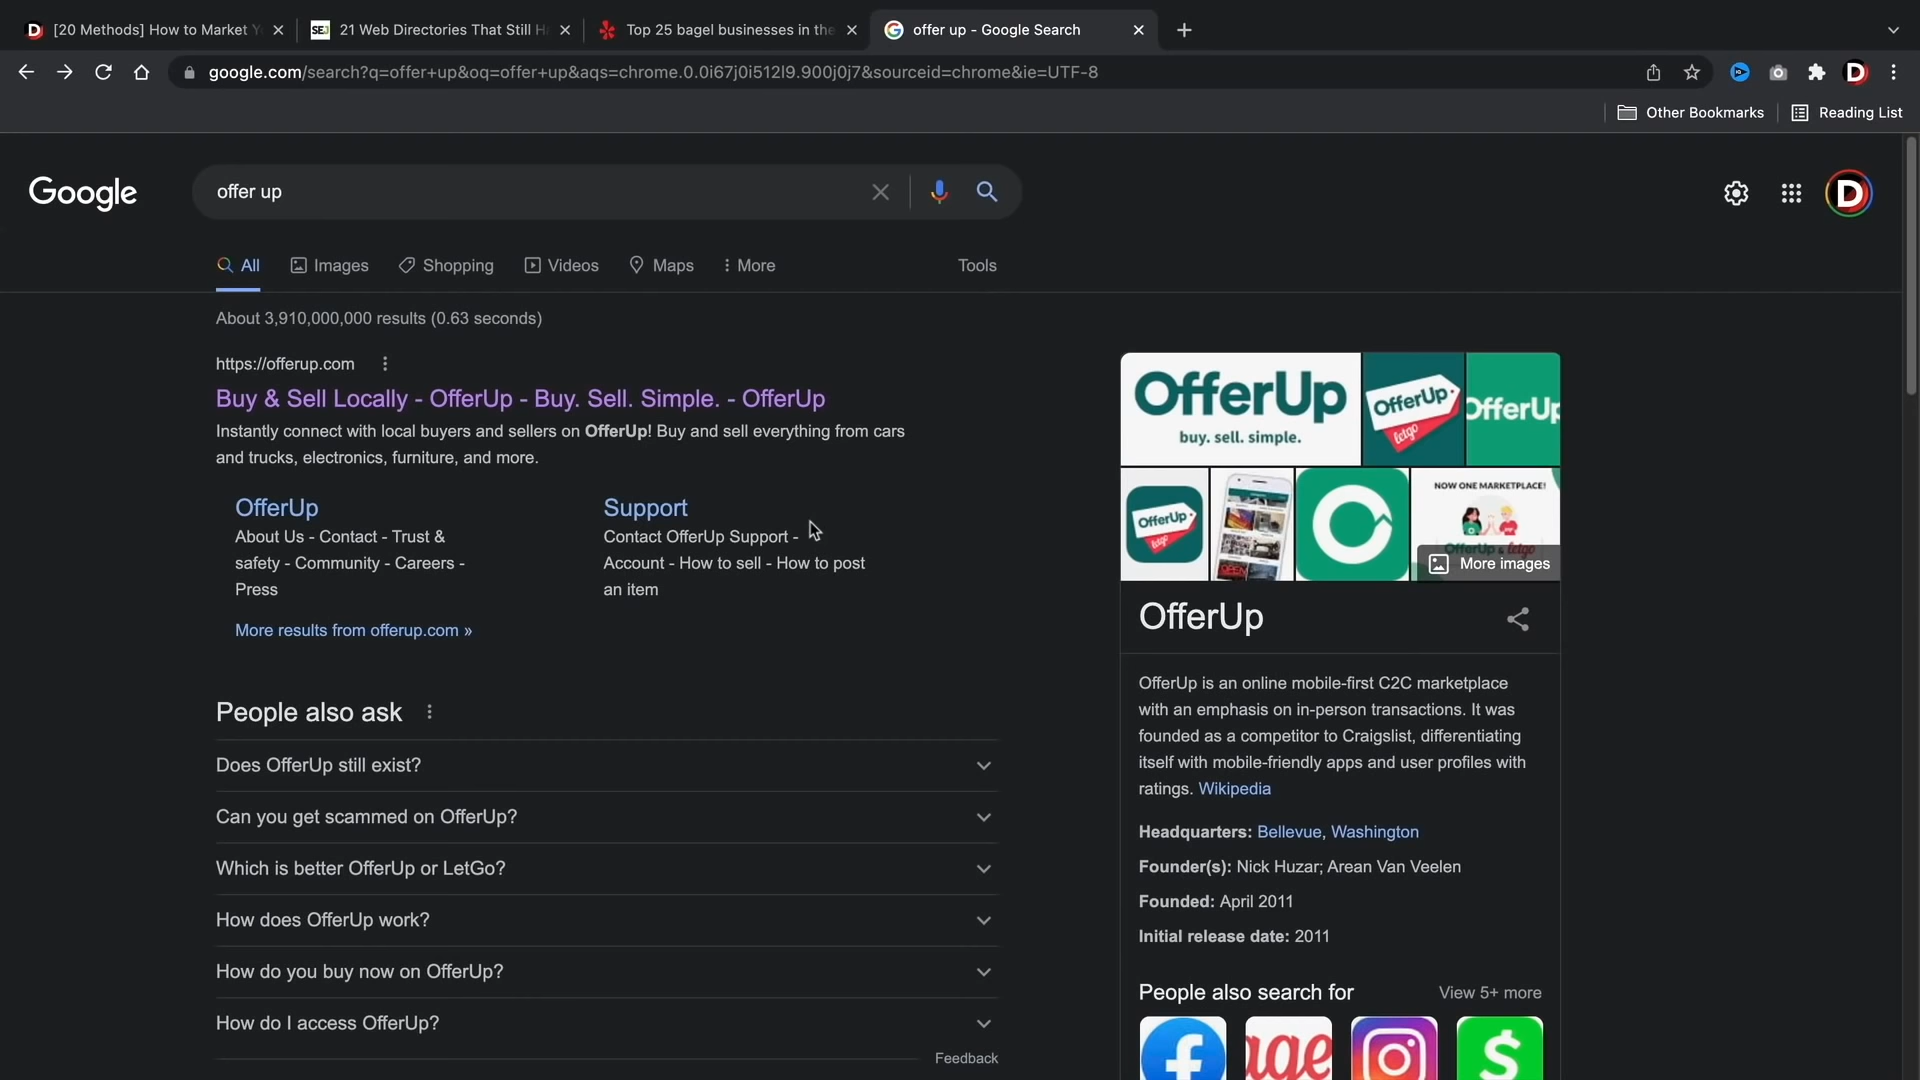 [20 Methods] How to Market Y
SEJ
21 Web Directories That Still H
Top 25 bagel businesses in the
offer up - Google Search
google.com/search?q=offer+up&oq=offer+up&aqs=chrome.0.0i67j0i512l9.900j0j7&sourceid=chrome&ie=UTF-8
Other Bookmarks
Reading List
Google
offer up
D
All
Images
Shopping
Videos
Maps
More
Tools
About 3,910,000,000 results (0.63 seconds)
https://offerup.com
Buy & Sell Locally - OfferUp - Buy. Sell. Simple. - OfferUp
Instantly connect with local buyers and sellers on OfferUp! Buy and sell everything from cars
and trucks, electronics, furniture, and more.
OfferUp
About Us - Contact - Trust &
safety - Community - Careers -
Press
Support
Contact OfferUp Support -
Account - How to sell - How to post
an item
More results from offerup.com »
People also ask
Does OfferUp still exist?
Can you get scammed on OfferUp?
Which is better OfferUp or LetGo?
How does OfferUp work?
How do you buy now on OfferUp?
How do I access OfferUp?
Feedback
OfferUp
buy. sell. simple.
OfferUp
letgo
OfferUp
OfferUp
letgo
NOW ONE MARKETPLACE!
OfferUp & letgo
More images
OfferUp
OfferUp is an online mobile-first C2C marketplace
with an emphasis on in-person transactions. It was
founded as a competitor to Craigslist, differentiating
itself with mobile-friendly apps and user profiles with
ratings. Wikipedia
Headquarters: Bellevue, Washington
Founder(s): Nick Huzar; Arean Van Veelen
Founded: April 2011
Initial release date: 2011
People also search for
View 5+ more